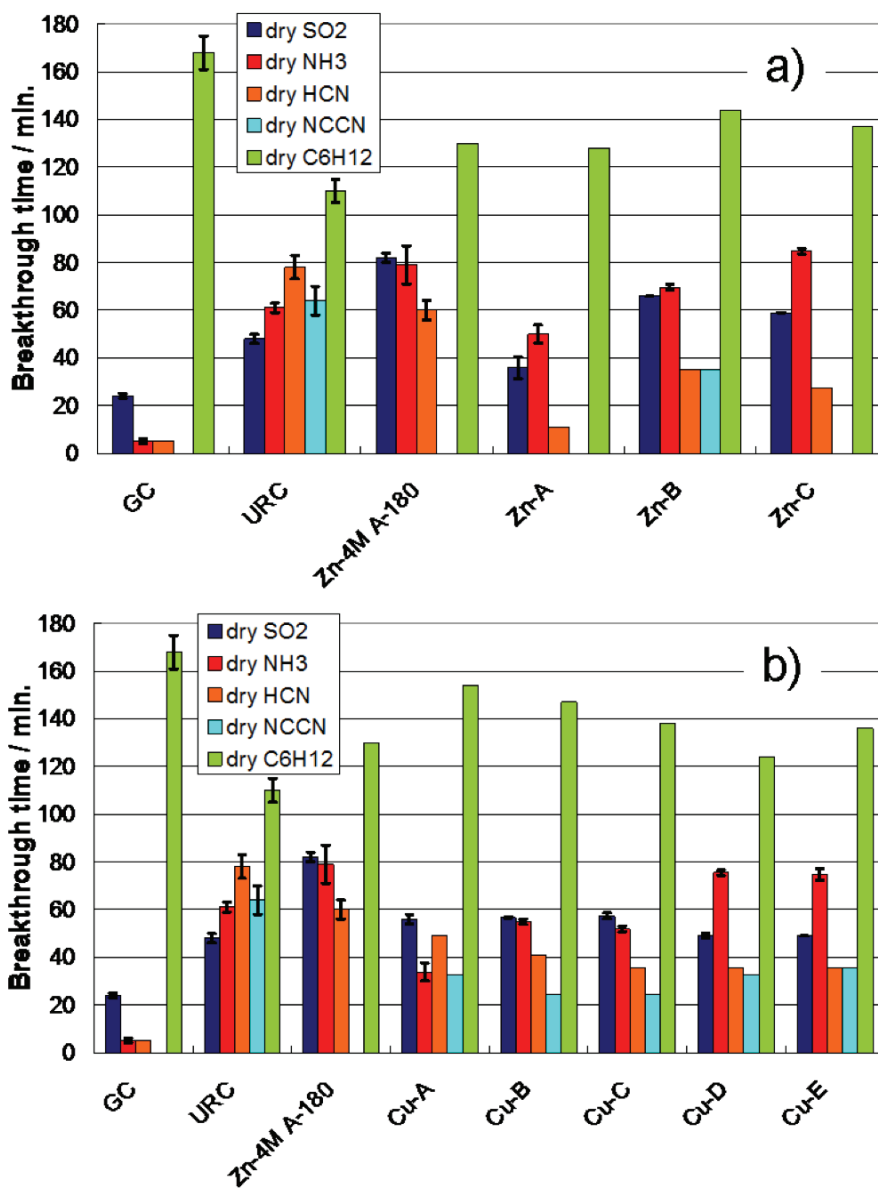 180
160
140
120
100
80
60
40
20
0
Breakthrough time / min.
dry SO2
dry NH3
dry HCN
dry NCCN
dry C6H12
a)
GC
URC
Zn-4M A-180
Zn-A
Zn-B
Zn-C
180
160
140
120
100
80
60
40
20
0
Breakthrough time / min.
dry SO2
dry NH3
dry HCN
dry NCCN
dry C6H12
b)
GC
URC
Zn-4M A-180
Cu-A
Cu-B
Cu-C
Cu-D
Cu-E